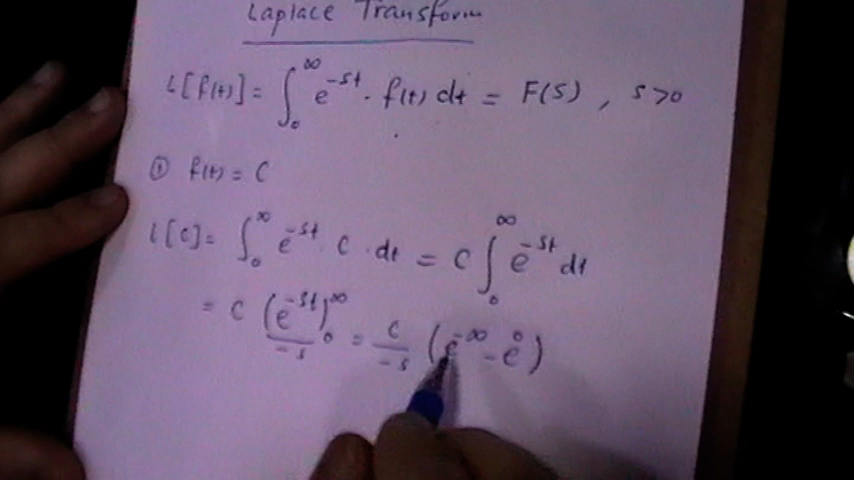 Laplace Transform
L[f(t)] = ∫₀^∞ e^{-st} · f(t) dt = F(S) , s>0
① f(t) = C
L[C] = ∫₀^∞ e^{-st} · C · dt = C ∫₀^∞ e^{-st} dt
= C (e^{-st}/-s)₀^∞ = C/-s (e^{-∞} - e^0)